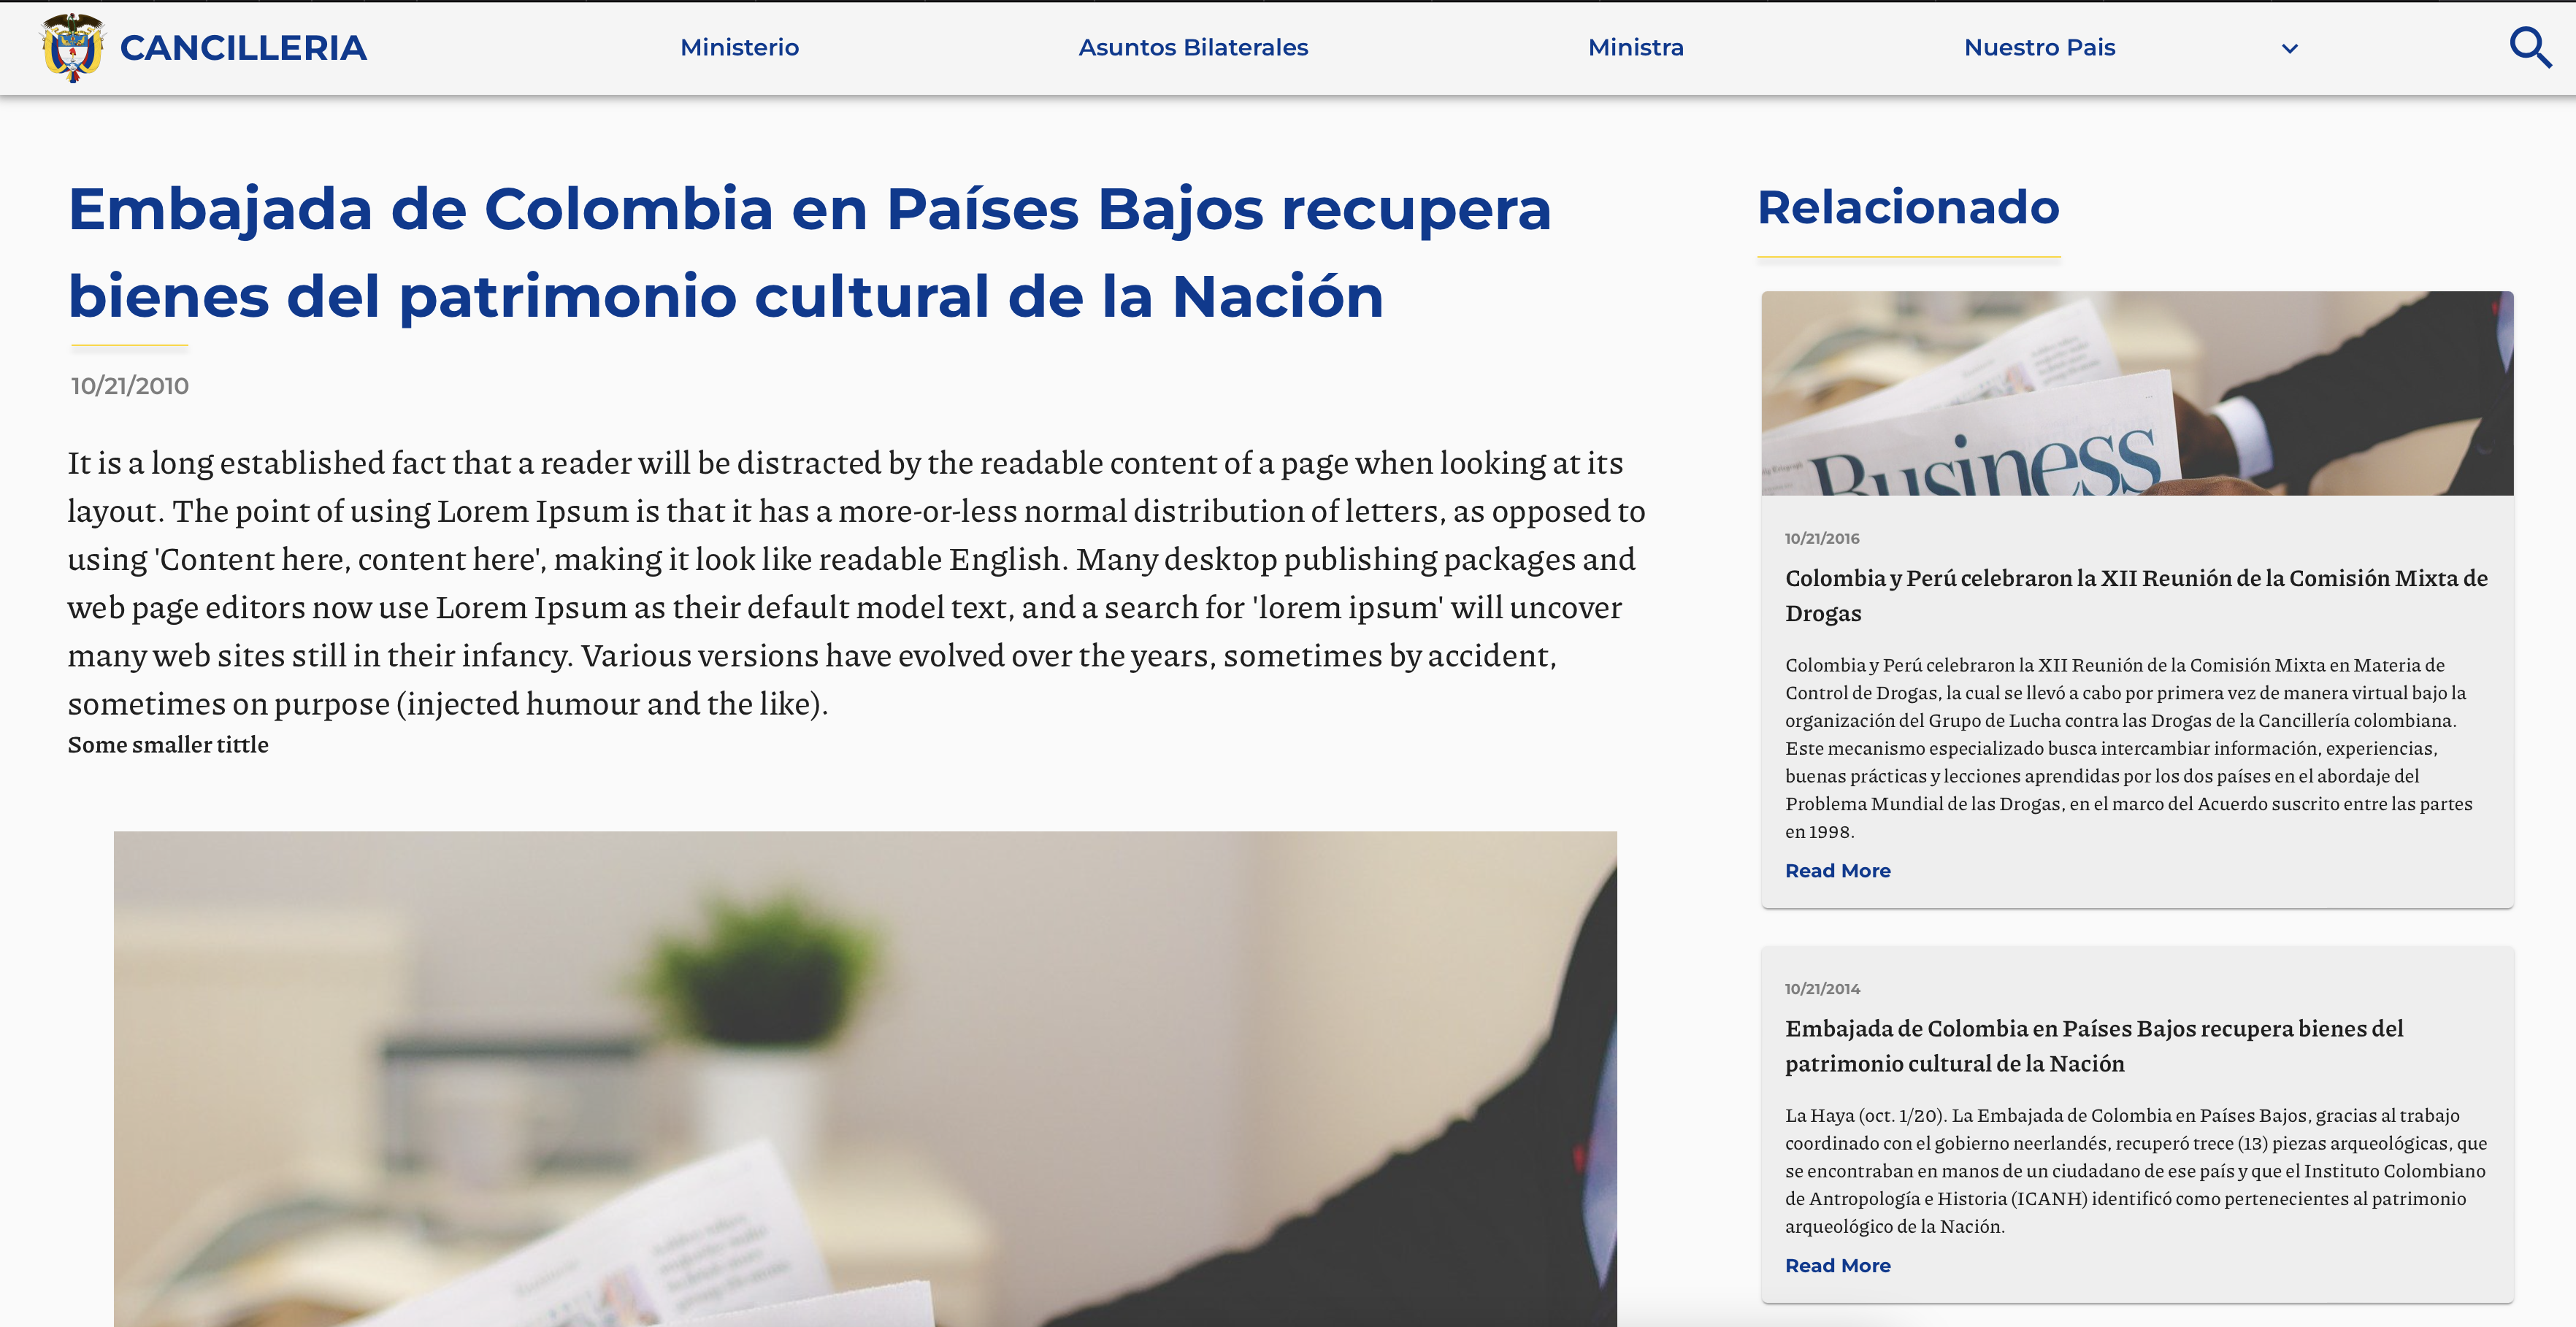 CANCILLERIA
Ministerio
Asuntos Bilaterales
Ministra
Nuestro Pais
Embajada de Colombia en Países Bajos recupera
bienes del patrimonio cultural de la Nación
10/21/2010
It is a long established fact that a reader will be distracted by the readable content of a page when looking at its
layout. The point of using Lorem Ipsum is that it has a more-or-less normal distribution of letters, as opposed to
using 'Content here, content here', making it look like readable English. Many desktop publishing packages and
web page editors now use Lorem Ipsum as their default model text, and a search for 'lorem ipsum' will uncover
many web sites still in their infancy. Various versions have evolved over the years, sometimes by accident,
sometimes on purpose (injected humour and the like).
Some smaller tittle
Relacionado
Business
10/21/2016
Colombia y Perú celebraron la XII Reunión de la Comisión Mixta de
Drogas
Colombia y Perú celebraron la XII Reunión de la Comisión Mixta en Materia de
Control de Drogas, la cual se llevó a cabo por primera vez de manera virtual bajo la
organización del Grupo de Lucha contra las Drogas de la Cancillería colombiana.
Este mecanismo especializado busca intercambiar información, experiencias,
buenas prácticas y lecciones aprendidas por los dos países en el abordaje del
Problema Mundial de las Drogas, en el marco del Acuerdo suscrito entre las partes
en 1998.
Read More
10/21/2014
Embajada de Colombia en Países Bajos recupera bienes del
patrimonio cultural de la Nación
La Haya (oct. 1/20). La Embajada de Colombia en Países Bajos, gracias al trabajo
coordinado con el gobierno neerlandés, recuperó trece (13) piezas arqueológicas, que
se encontraban en manos de un ciudadano de ese país y que el Instituto Colombiano
de Antropología e Historia (ICANH) identificó como pertenecientes al patrimonio
arqueológico de la Nación.
Read More